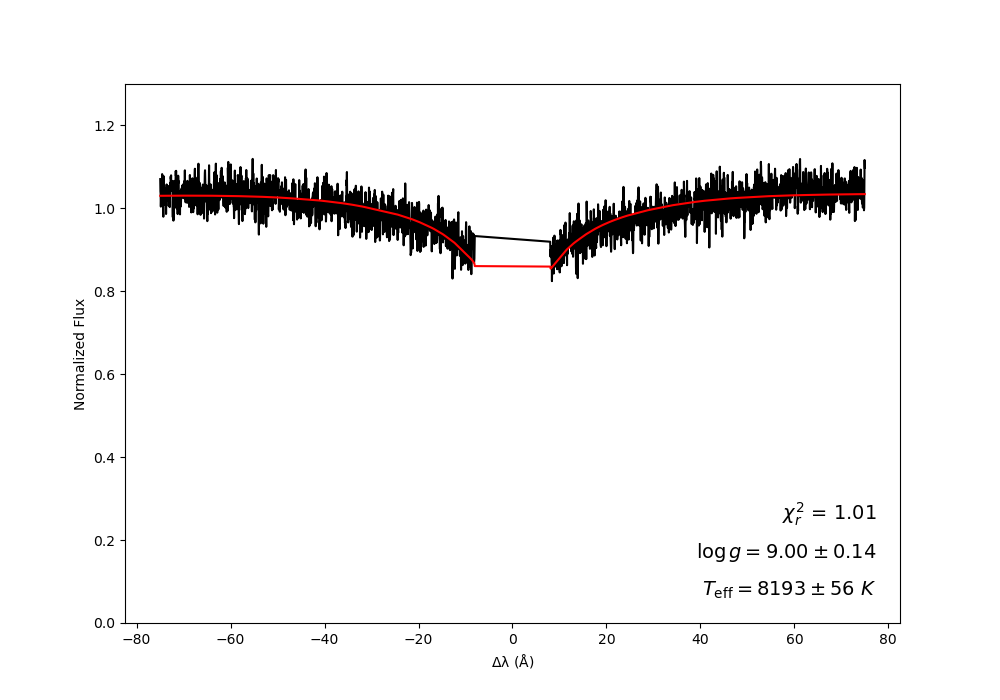 1.2
1.0
0.8
0.6
0.4
0.2
0.0
Normalized Flux
χ²ᵣ = 1.01
log g = 9.00 ± 0.14
T_eff = 8193 ± 56 K
−80 −60 −40 −20 0 20 40 60 80
Δλ (Å)